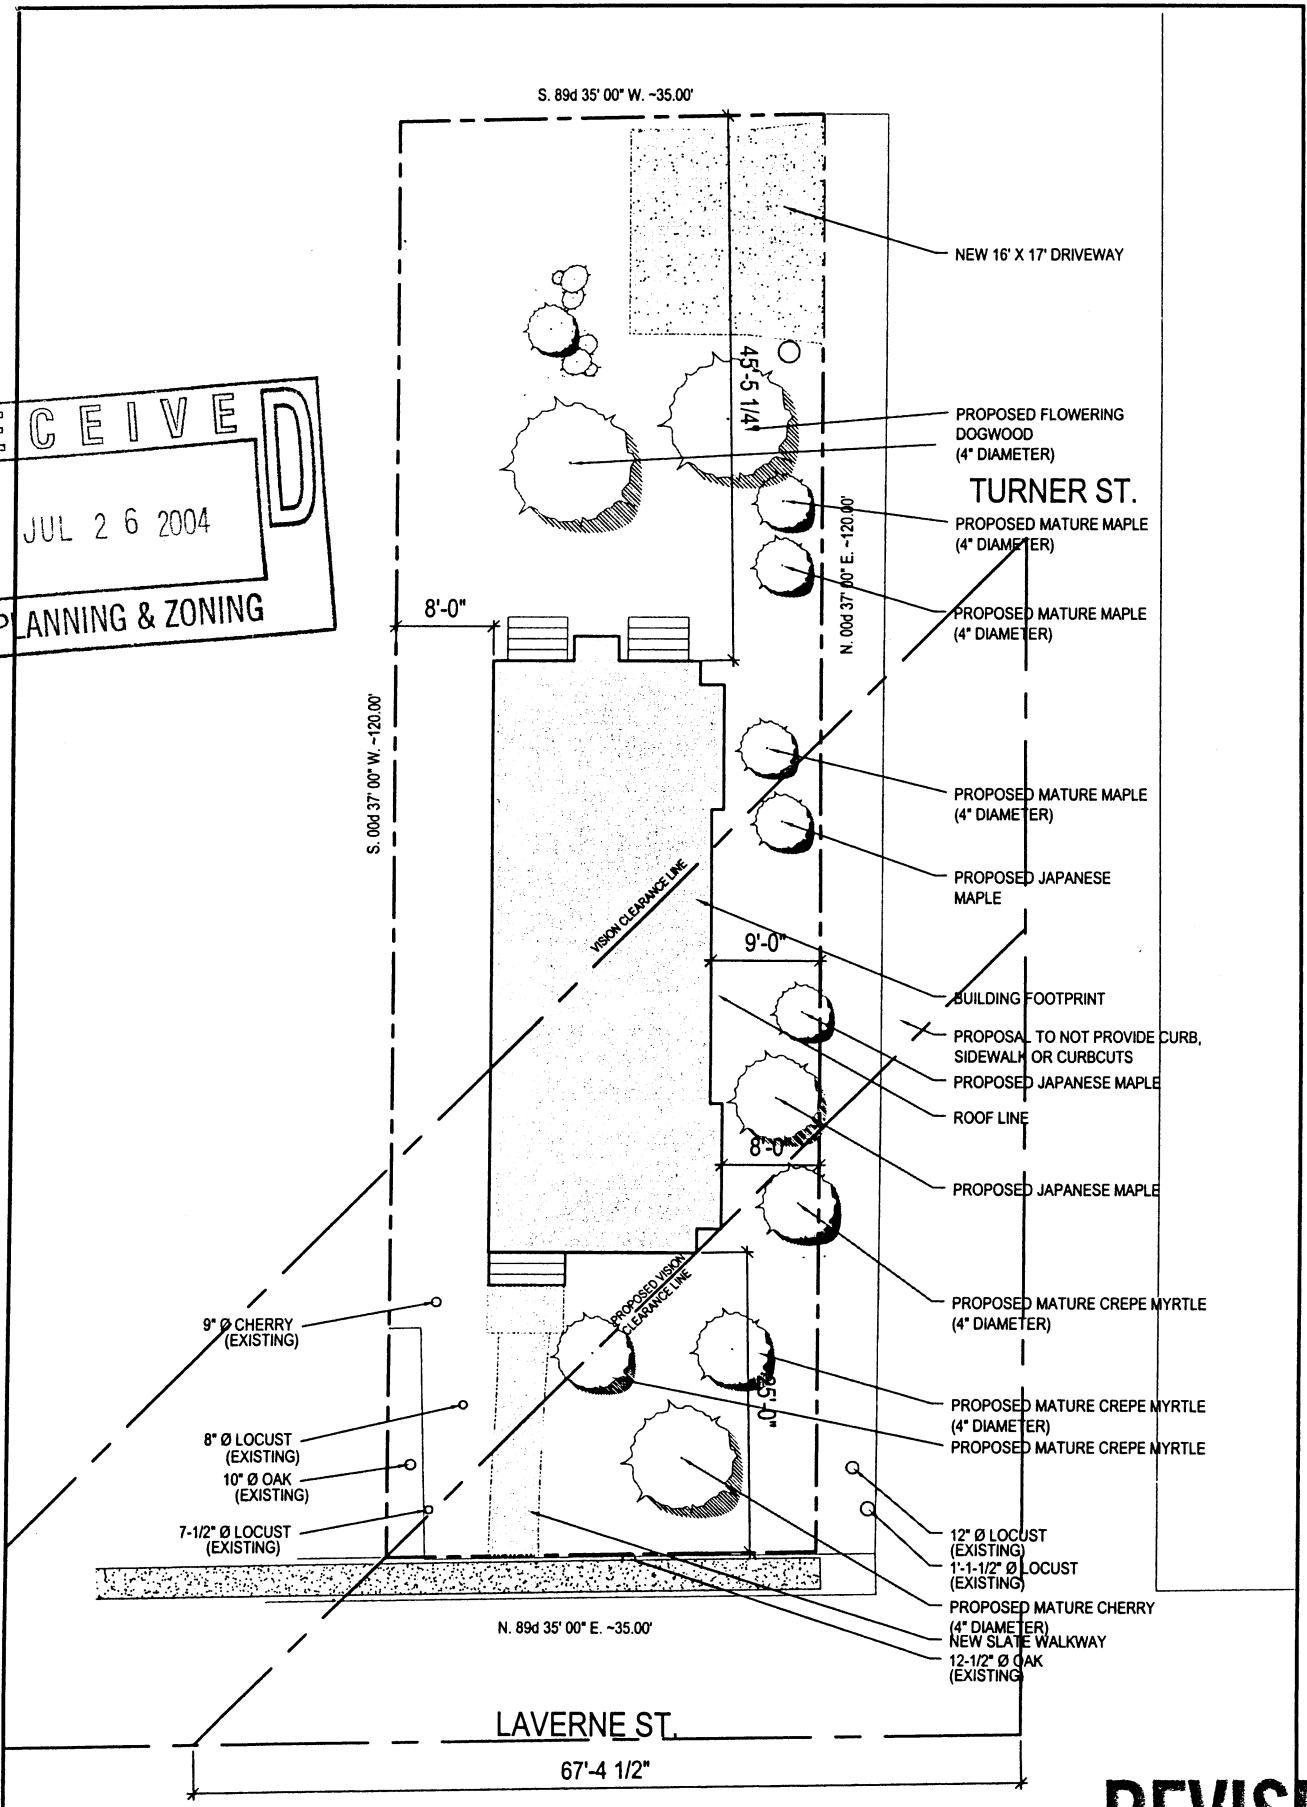 S. 89d 35' 00" W. ~35.00'
NEW 16' X 17' DRIVEWAY
45'-5 1/4"
ECEIVE
D
JUL 26 2004
PLANNING & ZONING
PROPOSED FLOWERING
DOGWOOD
(4" DIAMETER)
TURNER ST.
PROPOSED MATURE MAPLE
(4" DIAMETER)
N. 00d 37' 00" E. ~120.00'
8'-0"
PROPOSED MATURE MAPLE
(4" DIAMETER)
S. 00d 37' 00" W. ~120.00'
PROPOSED MATURE MAPLE
(4" DIAMETER)
VISION CLEARANCE LINE
PROPOSED JAPANESE
MAPLE
9'-0"
BUILDING FOOTPRINT
PROPOSAL TO NOT PROVIDE CURB,
SIDEWALK OR CURBCUTS
PROPOSED JAPANESE MAPLE
ROOF LINE
8'-0"
PROPOSED JAPANESE MAPLE
PROPOSED VISION
CLEARANCE LINE
9" Ø CHERRY
(EXISTING)
PROPOSED MATURE CREPE MYRTLE
(4" DIAMETER)
25'-0"
PROPOSED MATURE CREPE MYRTLE
(4" DIAMETER)
PROPOSED MATURE CREPE MYRTLE
8" Ø LOCUST
(EXISTING)
10" Ø OAK
(EXISTING)
7-1/2" Ø LOCUST
(EXISTING)
12" Ø LOCUST
(EXISTING)
1'-1-1/2" Ø LOCUST
(EXISTING)
PROPOSED MATURE CHERRY
(4" DIAMETER)
NEW SLATE WALKWAY
12-1/2" Ø OAK
(EXISTING)
N. 89d 35' 00" E. ~35.00'
LAVERNE ST.
67'-4 1/2"
REVIS